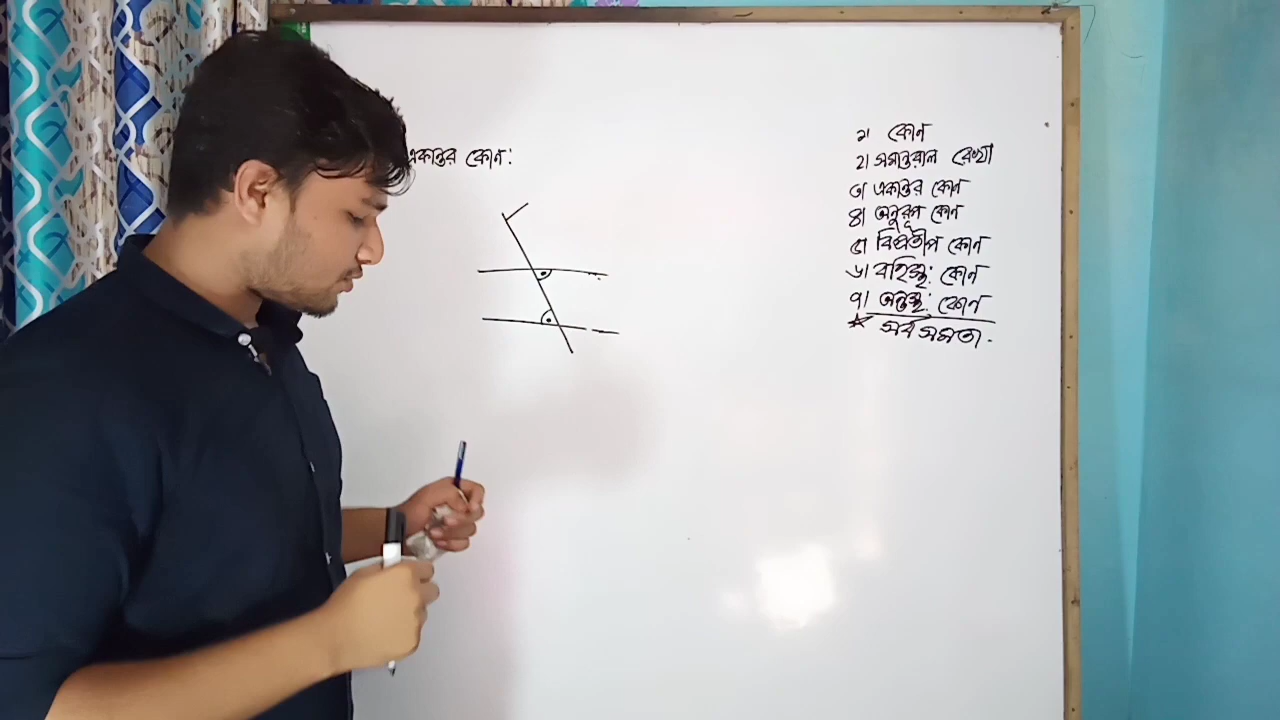 একান্তর কোন:
১। কোন
২। সমান্তরাল রেখা
৩। একান্তর কোন
৪। অনুরূপ কোন
৫। বিপ্রতীপ কোন
৬। বহিঃস্থ: কোন
৭। অন্তঃস্থ: কোন
* সর্বসমতা.